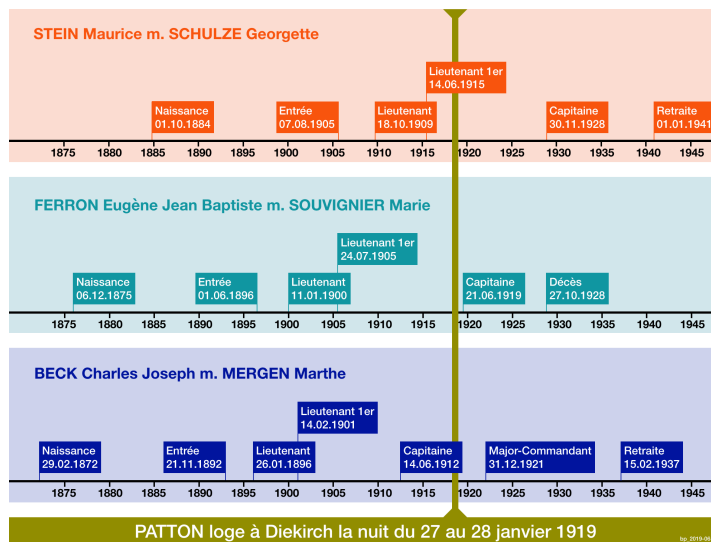 STEIN Maurice m. SCHULZE Georgette
Lieutenant 1er
14.06.1915
Naissance
01.10.1884
Entrée
07.08.1905
Lieutenant
18.10.1909
Capitaine
30.11.1928
Retraite
01.01.1941
1875 1880 1885 1890 1895 1900 1905 1910 1915 1920 1925 1930 1935 1940 1945
FERRON Eugène Jean Baptiste m. SOUVIGNIER Marie
Lieutenant 1er
24.07.1905
Naissance
06.12.1875
Entrée
01.06.1896
Lieutenant
11.01.1900
Capitaine
21.06.1919
Décès
27.10.1928
1875 1880 1885 1890 1895 1900 1905 1910 1915 1920 1925 1930 1935 1940 1945
BECK Charles Joseph m. MERGEN Marthe
Lieutenant 1er
14.02.1901
Naissance
29.02.1872
Entrée
21.11.1892
Lieutenant
26.01.1896
Capitaine
14.06.1912
Major-Commandant
31.12.1921
Retraite
15.02.1937
1875 1880 1885 1890 1895 1900 1905 1910 1915 1920 1925 1930 1935 1940 1945
PATTON loge à Diekirch la nuit du 27 au 28 janvier 1919
bp_2019-06